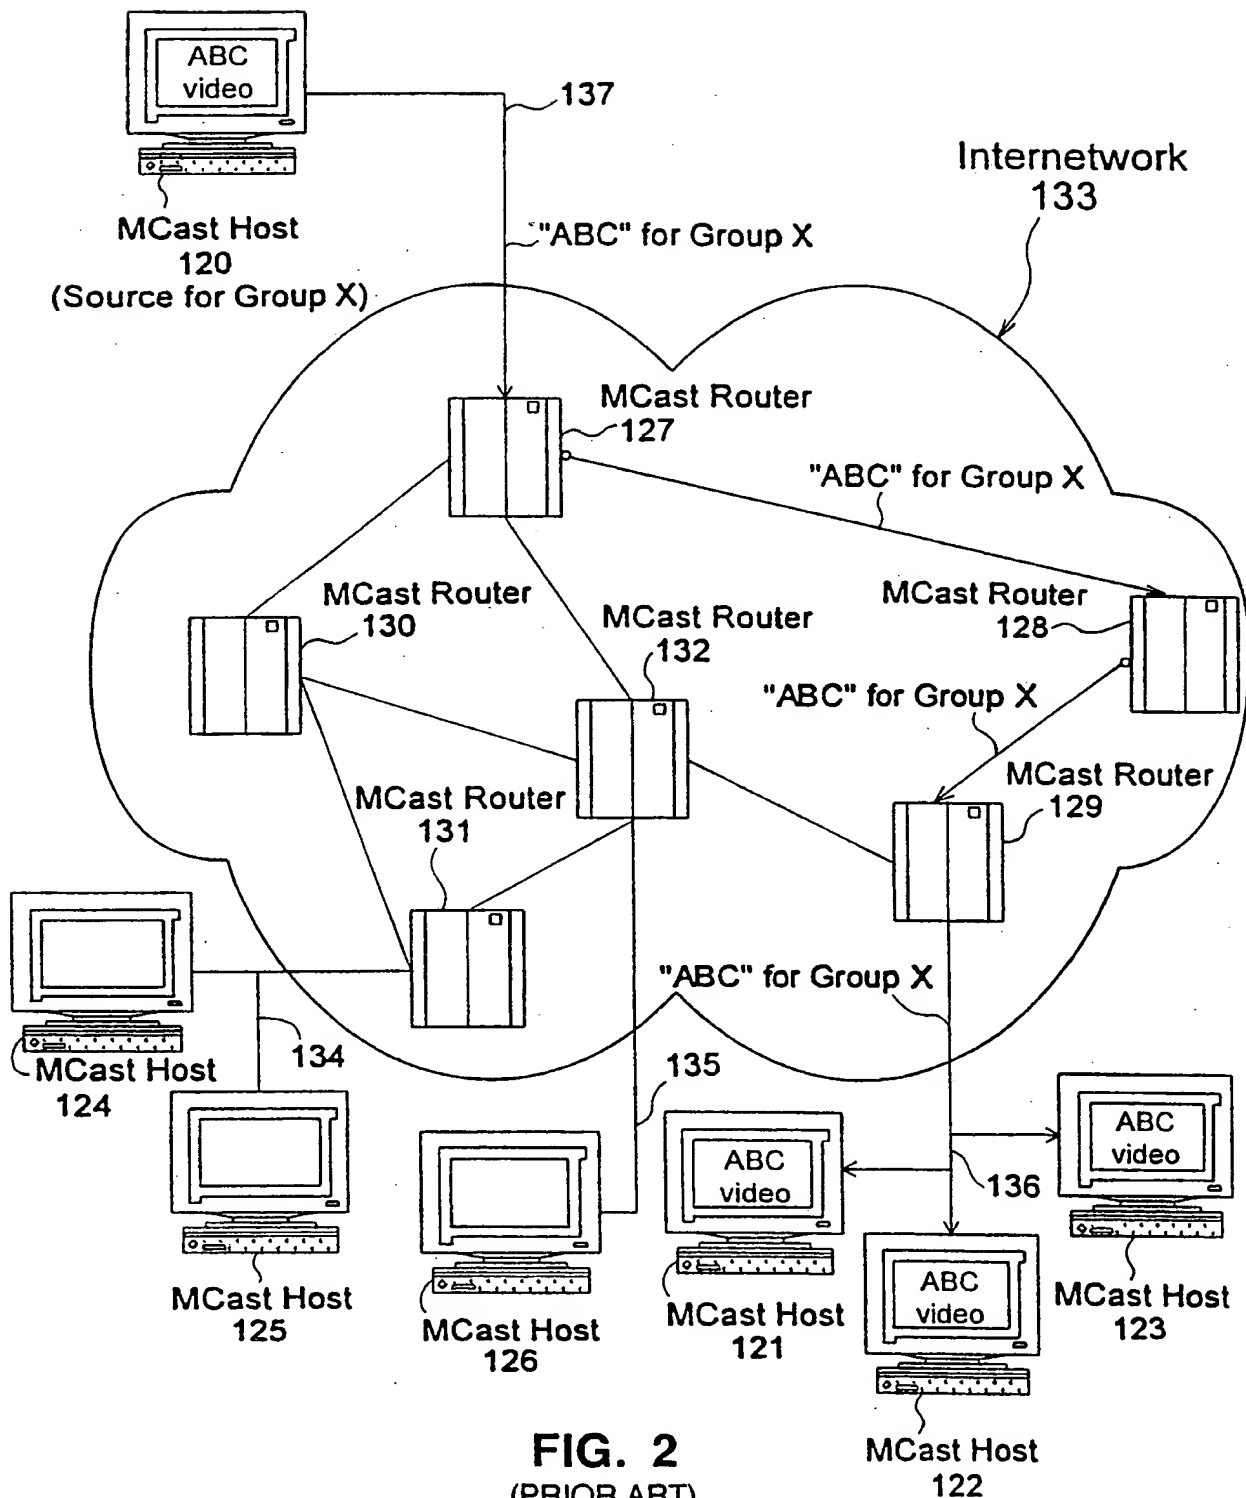 ABC
video
137
Internetwork
133
MCast Host
120
(Source for Group X)
"ABC" for Group X
MCast Router
127
"ABC" for Group X
MCast Router
130
MCast Router
132
MCast Router
128
"ABC" for Group X
MCast Router
129
MCast Router
131
"ABC" for Group X
134
135
136
MCast Host
124
MCast Host
125
MCast Host
126
ABC
video
MCast Host
121
ABC
video
MCast Host
122
ABC
video
MCast Host
123
FIG. 2
(PRIOR ART)